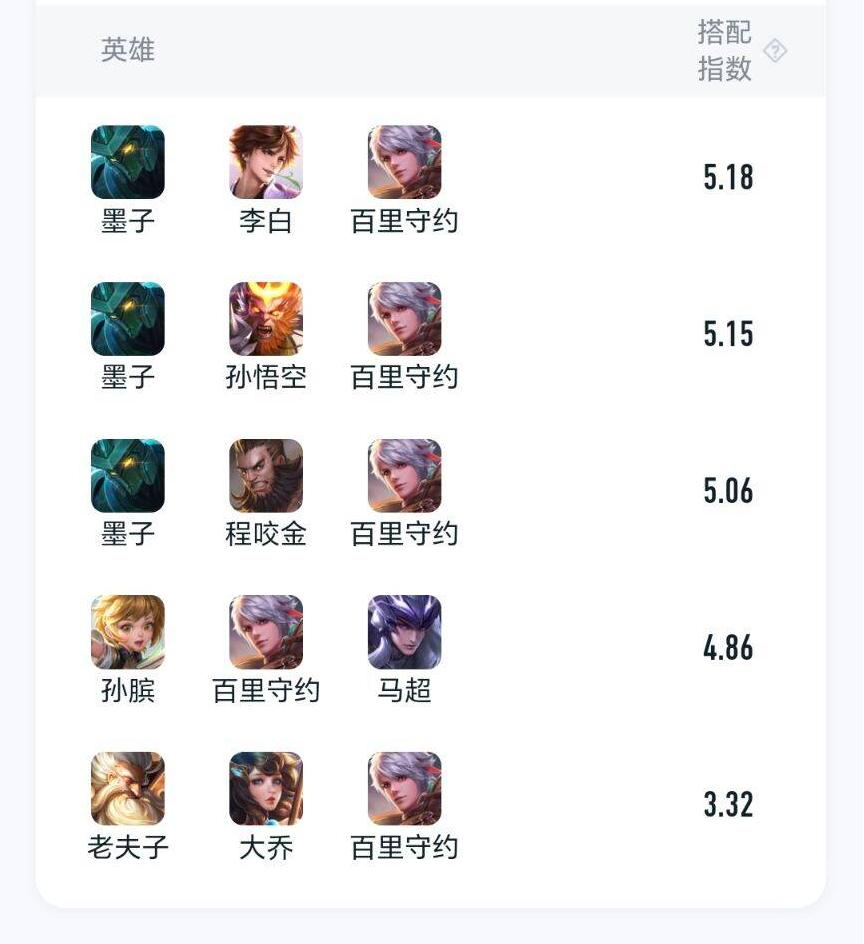 英雄
搭配
指数
?
墨子 李白 百里守约 5.18
墨子 孙悟空 百里守约 5.15
墨子 程咬金 百里守约 5.06
孙膑 百里守约 马超 4.86
老夫子 大乔 百里守约 3.32